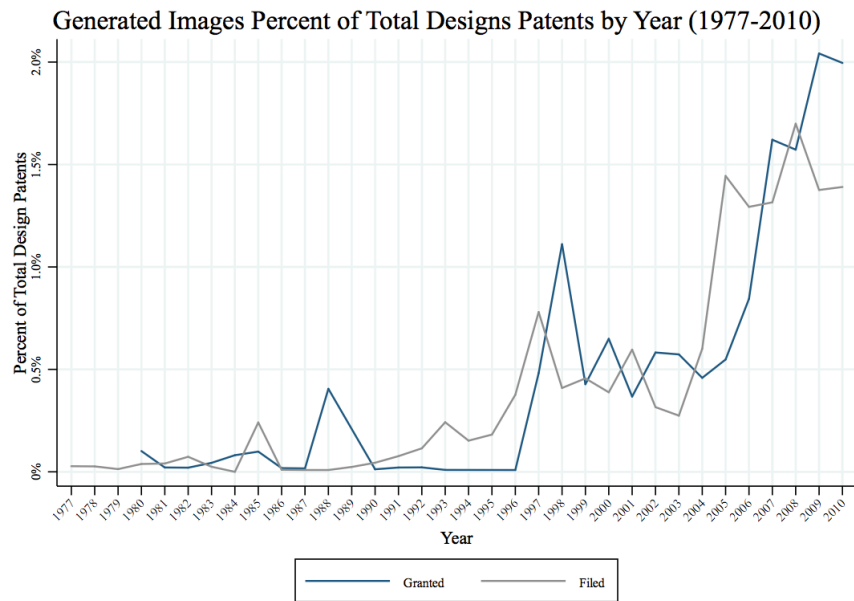 Generated Images Percent of Total Designs Patents by Year (1977-2010)
Percent of Total Design Patents
2.0%
1.5%
1.0%
0.5%
0%
1977 1978 1979 1980 1981 1982 1983 1984 1985 1986 1987 1988 1989 1990 1991 1992 1993 1994 1995 1996 1997 1998 1999 2000 2001 2002 2003 2004 2005 2006 2007 2008 2009 2010
Year
Granted Filed